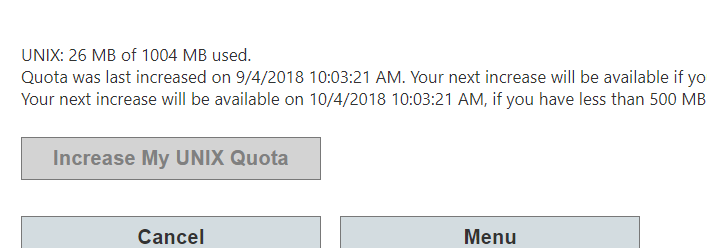 UNIX: 26 MB of 1004 MB used.
Quota was last increased on 9/4/2018 10:03:21 AM. Your next increase will be available if yo
Your next increase will be available on 10/4/2018 10:03:21 AM, if you have less than 500 MB
Increase My UNIX Quota
Cancel Menu